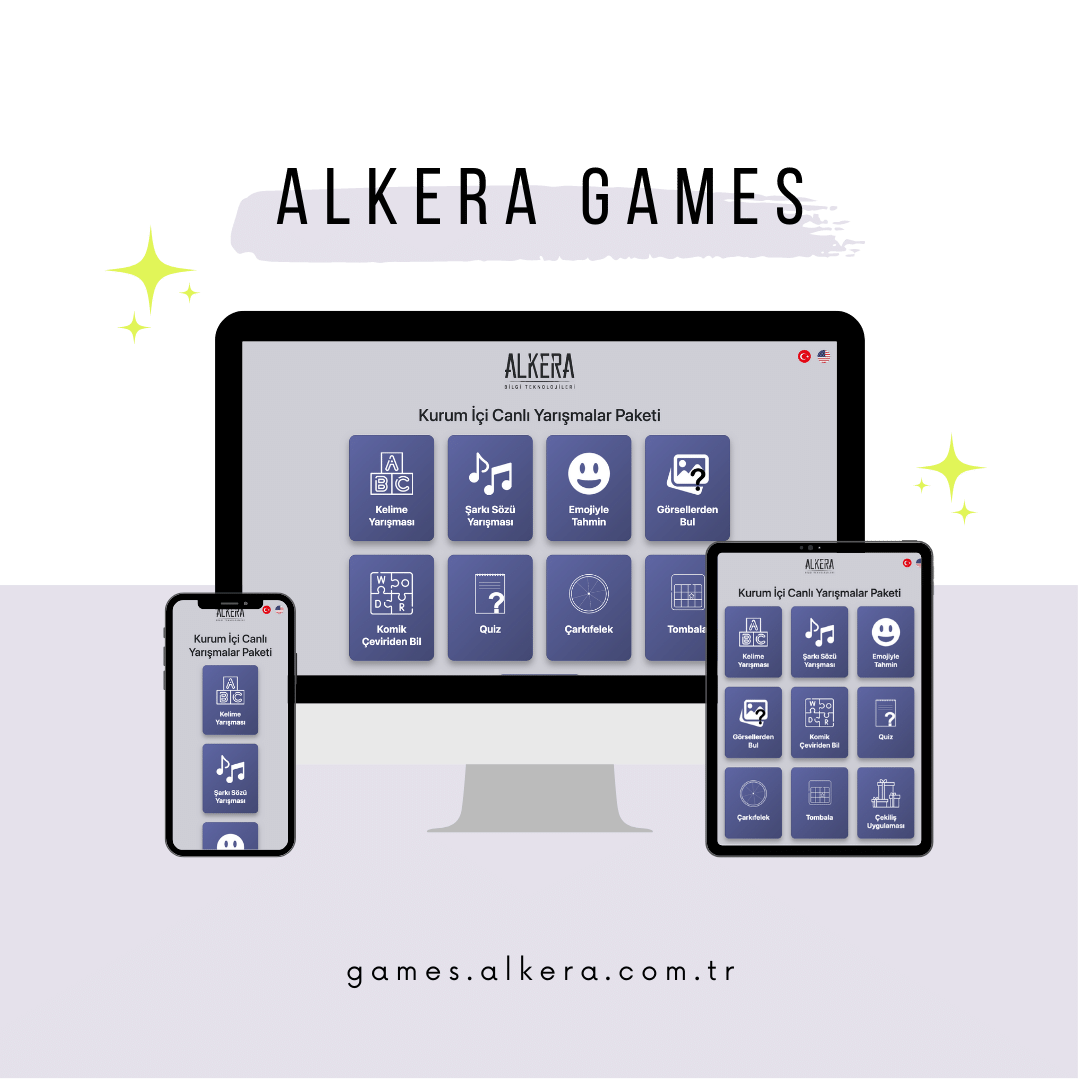 ALKERA GAMES
ALKERA
BİLGİ TEKNOLOJİLERİ
Kurum İçi Canlı Yarışmalar Paketi
A
B C
Kelime
Yarışması
Şarkı Sözü
Yarışması
Emojiyle
Tahmin
?
Görsellerden
Bul
W O
D R
Komik
Çeviriden Bil
?
Quiz
Çarkıfelek
Tombala
ALKERA
Kurum İçi Canlı
Yarışmalar Paketi
A
B C
Kelime
Yarışması
Şarkı Sözü
Yarışması
ALKERA
Kurum İçi Canlı Yarışmalar Paketi
A
B C
Kelime
Yarışması
Şarkı Sözü
Yarışması
Emojiyle
Tahmin
?
Görsellerden
Bul
W O
D R
Komik
Çeviriden Bil
?
Quiz
Çarkıfelek
Tombala
Çekiliş
Uygulaması
games.alkera.com.tr